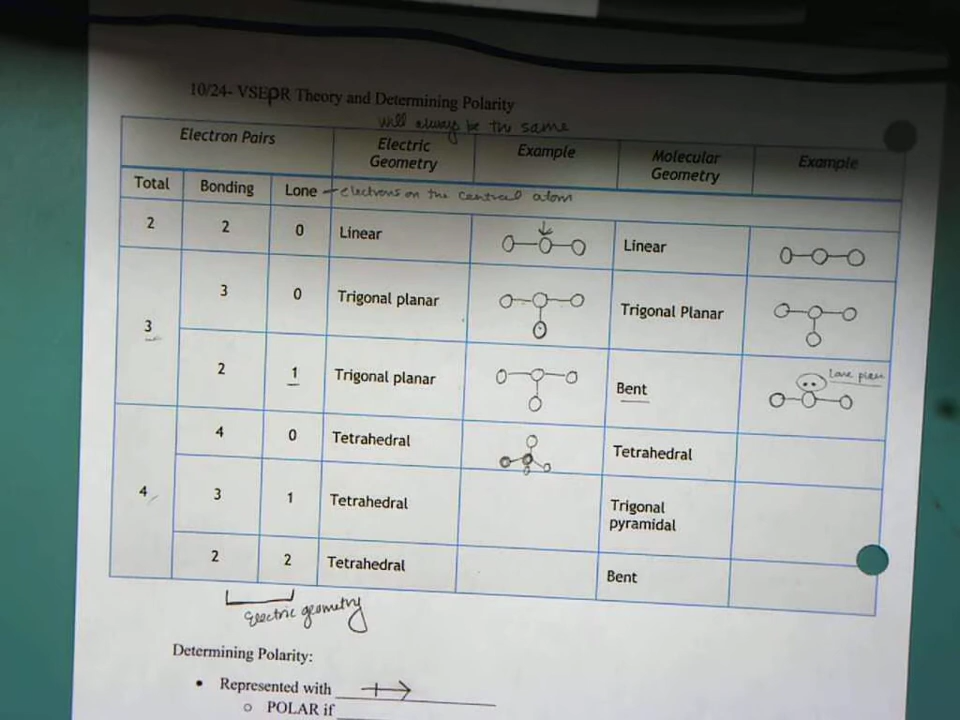 10/24- VSEPR Theory and Determining Polarity
will always be the same
Electron Pairs Electric Geometry Example Molecular Geometry Example
Total Bonding Lone electrons on the central atom
2 2 0 Linear Linear
3 3 0 Trigonal planar Trigonal Planar
2 1 Trigonal planar Bent Lone
4 4 0 Tetrahedral Tetrahedral
3 1 Tetrahedral Trigonal pyramidal
2 2 Tetrahedral Bent
electric geometry
Determining Polarity:
• Represented with
o POLAR if